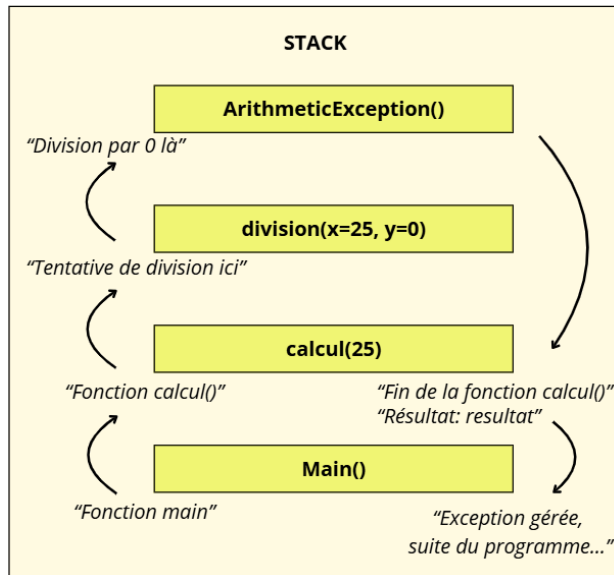 STACK
ArithmeticException()
“Division par 0 là”
division(x=25, y=0)
“Tentative de division ici”
calcul(25)
“Fonction calcul()”
“Fin de la fonction calcul()”
“Résultat: resultat”
Main()
“Fonction main”
“Exception gérée,
suite du programme...”